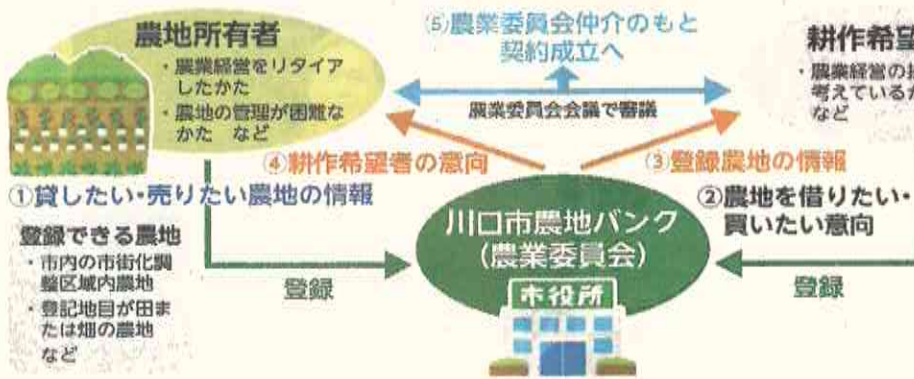 農地所有者
・農業経営をリタイア
したかた
・農地の管理が困難な
かた など
⑤農業委員会仲介のもと
契約成立へ
農業委員会会議で審議
耕作希望
・農業経営の
考えているか
など
④耕作希望者の意向
③登録農地の情報
①貸したい・売りたい農地の情報
②農地を借りたい・
買いたい意向
登録できる農地
・市内の市街化調
整区域内農地
・登記地目が田ま
たは畑の農地
など
登録
川口市農地バンク
(農業委員会)
市役所
登録